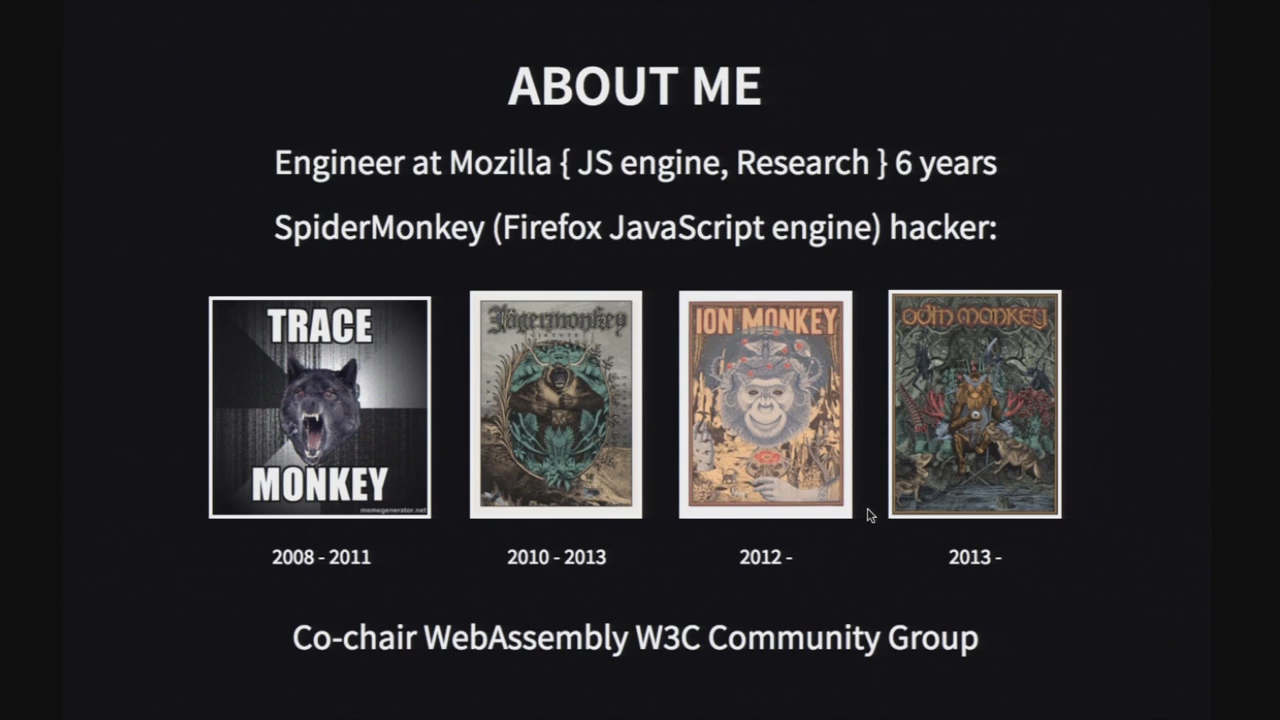 ABOUT ME
Engineer at Mozilla { JS engine, Research } 6 years
SpiderMonkey (Firefox JavaScript engine) hacker:
TRACE
MONKEY
memegenerator.net
Jägermonkey
ION MONKEY
ODIN MONKEY
2008 - 2011
2010 - 2013
2012 -
2013 -
Co-chair WebAssembly W3C Community Group